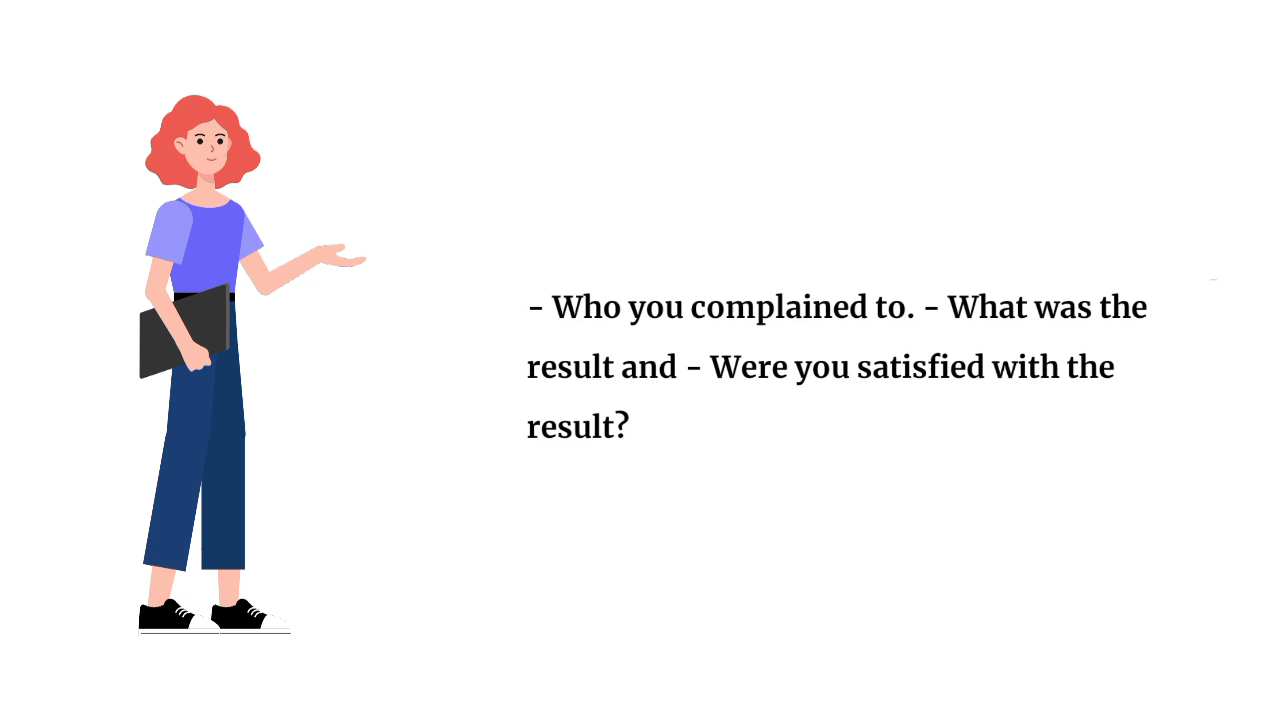 - Who you complained to. - What was the
result and - Were you satisfied with the
result?